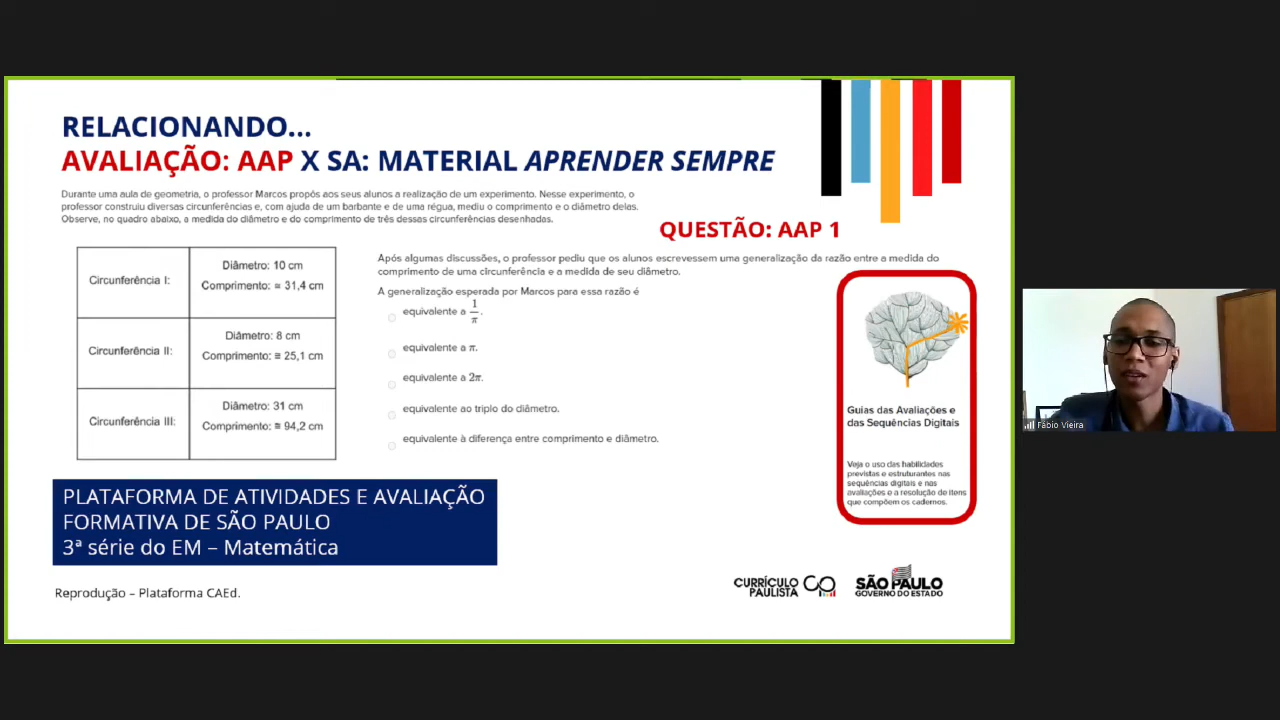 RELACIONANDO...
AVALIAÇÃO: AAP X SA: MATERIAL APRENDER SEMPRE
Durante uma aula de geometria, o professor Marcos propôs aos seus alunos a realização de um experimento. Nesse experimento, o
professor construiu diversas circunferências e, com ajuda de um barbante e de uma régua, mediu o comprimento e o diâmetro delas.
Observe, no quadro abaixo, a medida do diâmetro e do comprimento de três dessas circunferências desenhadas.
QUESTÃO: AAP 1
Circunferência I:
Diâmetro: 10 cm
Comprimento: ≅ 31,4 cm
Circunferência II:
Diâmetro: 8 cm
Comprimento: ≅ 25,1 cm
Circunferência III:
Diâmetro: 31 cm
Comprimento: ≅ 94,2 cm
Após algumas discussões, o professor pediu que os alunos escrevessem uma generalização da razão entre a medida do
comprimento de uma circunferência e a medida de seu diâmetro.
A generalização esperada por Marcos para essa razão é
equivalente a 1/π.
equivalente a π.
equivalente a 2π.
equivalente ao triplo do diâmetro.
equivalente à diferença entre comprimento e diâmetro.
Guias das Avaliações e
das Sequências Digitais
Veja o uso das habilidades
previstas e estruturantes nas
sequências digitais e nas
avaliações e a resolução de itens
que compõem os cadernos.
PLATAFORMA DE ATIVIDADES E AVALIAÇÃO
FORMATIVA DE SÃO PAULO
3ª série do EM – Matemática
Reprodução – Plataforma CAEd.
CURRÍCULO
PAULISTA
SÃO PAULO
GOVERNO DO ESTADO
Fábio Vieira